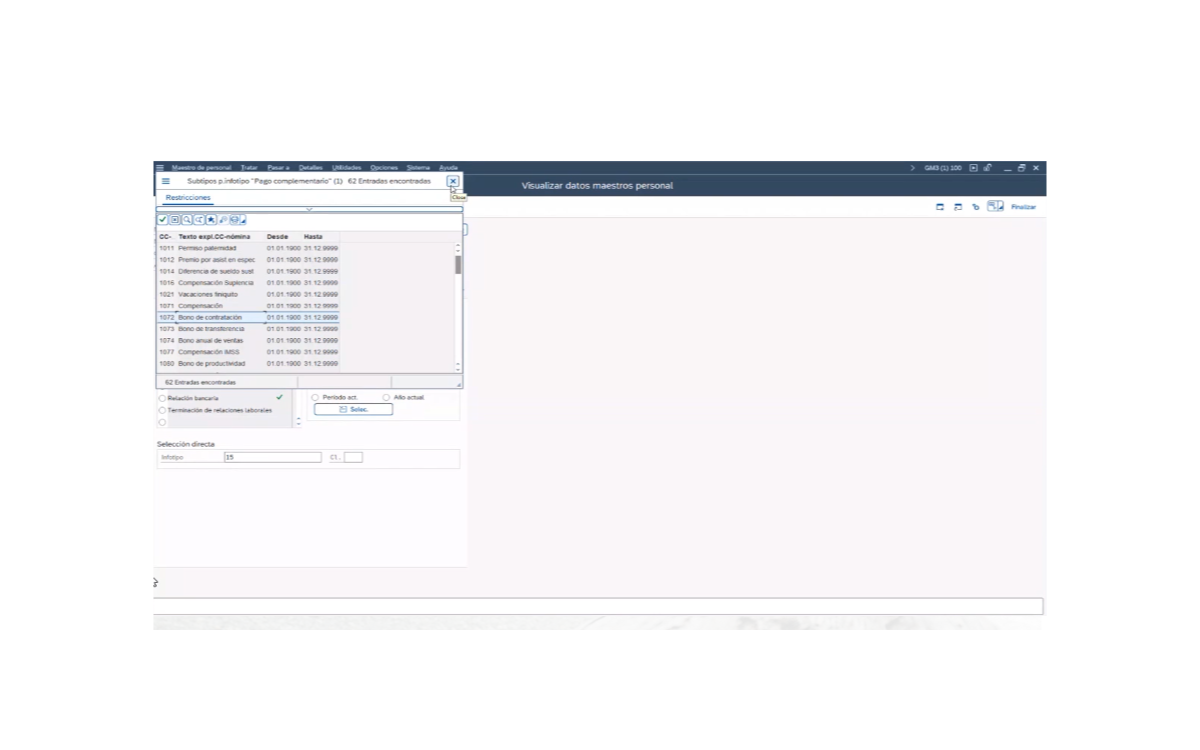 Maestro de personal Tratar Pasar a Detalles Utilidades Opciones Sistema Ayuda GM3 (1) 100
Subtipos p.infotipo "Pago complementario" (1) 62 Entradas encontradas
Visualizar datos maestros personal
Close
Restricciones
Finalizar
CC-. Texto expl.CC-nómina Desde Hasta
1011 Permiso paternidad 01.01.1900 31.12.9999
1012 Premio por asist en espec 01.01.1900 31.12.9999
1014 Diferencia de sueldo sust 01.01.1900 31.12.9999
1016 Compensación Suplencia 01.01.1900 31.12.9999
1021 Vacaciones finiquito 01.01.1900 31.12.9999
1071 Compensación 01.01.1900 31.12.9999
1072 Bono de contratación 01.01.1900 31.12.9999
1073 Bono de transferencia 01.01.1900 31.12.9999
1074 Bono anual de ventas 01.01.1900 31.12.9999
1077 Compensación IMSS 01.01.1900 31.12.9999
1080 Bono de productividad 01.01.1900 31.12.9999
62 Entradas encontradas
Relación bancaria Período act. Año actual
Terminación de relaciones laborales Selec.
Selección directa
Infotipo 15 Cl..